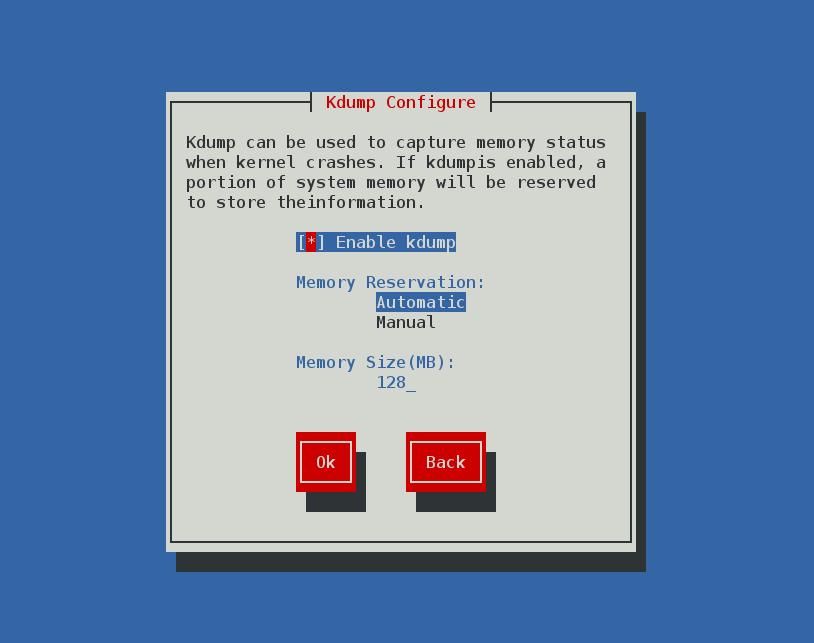 Kdump Configure
Kdump can be used to capture memory status
when kernel crashes. If kdumpis enabled, a
portion of system memory will be reserved
to store theinformation.
[*] Enable kdump
Memory Reservation:
Automatic
Manual
Memory Size(MB):
128_
Ok Back